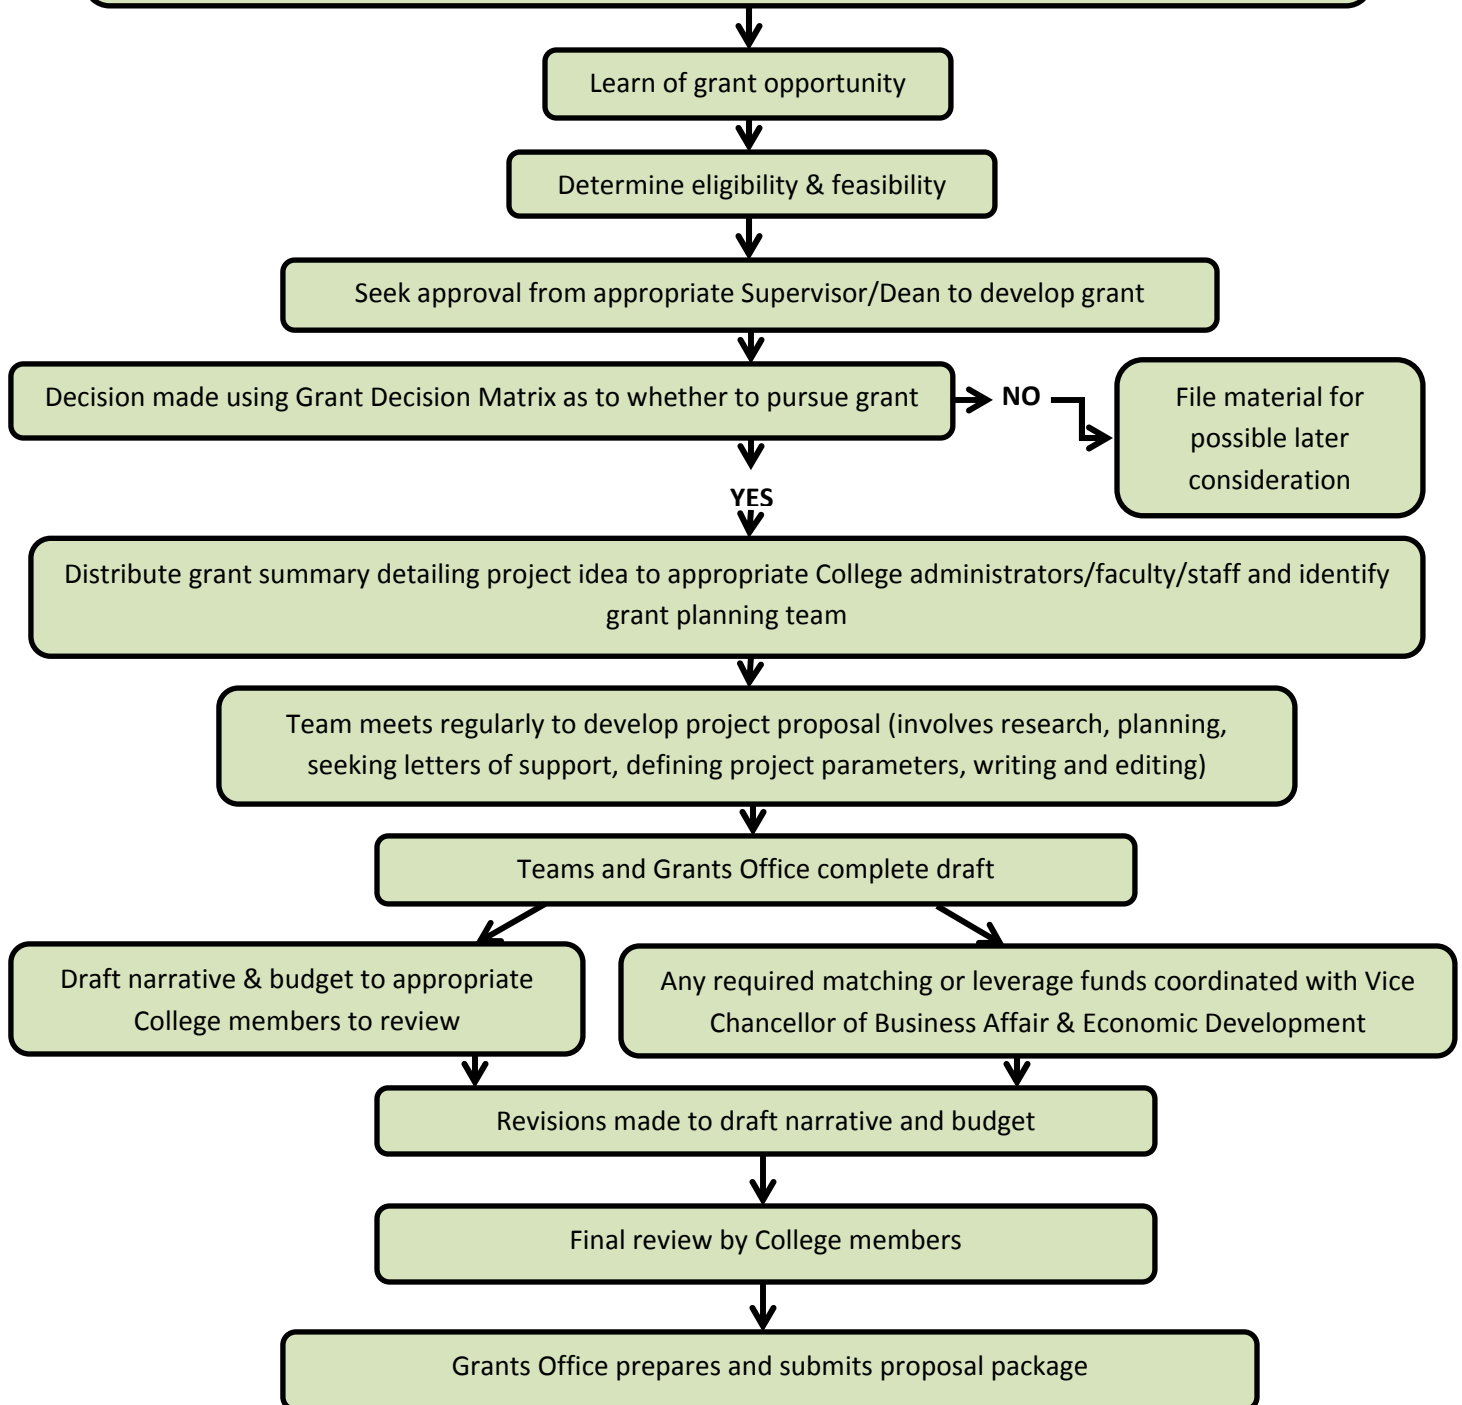 Learn of grant opportunity
Determine eligibility & feasibility
Seek approval from appropriate Supervisor/Dean to develop grant
Decision made using Grant Decision Matrix as to whether to pursue grant
NO
File material for
possible later
consideration
YES
Distribute grant summary detailing project idea to appropriate College administrators/faculty/staff and identify
grant planning team
Team meets regularly to develop project proposal (involves research, planning,
seeking letters of support, defining project parameters, writing and editing)
Teams and Grants Office complete draft
Draft narrative & budget to appropriate
College members to review
Any required matching or leverage funds coordinated with Vice
Chancellor of Business Affair & Economic Development
Revisions made to draft narrative and budget
Final review by College members
Grants Office prepares and submits proposal package